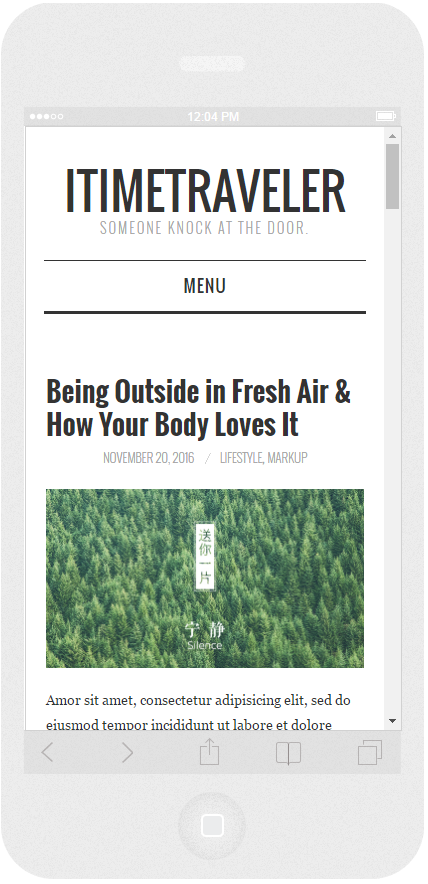 12:04 PM
ITIMETRAVELER
SOMEONE KNOCK AT THE DOOR.
MENU
Being Outside in Fresh Air &
How Your Body Loves It
NOVEMBER 20, 2016 / LIFESTYLE, MARKUP
送你一片
宁静
Silence
Amor sit amet, consectetur adipisicing elit, sed do
eiusmod tempor incididunt ut labore et dolore